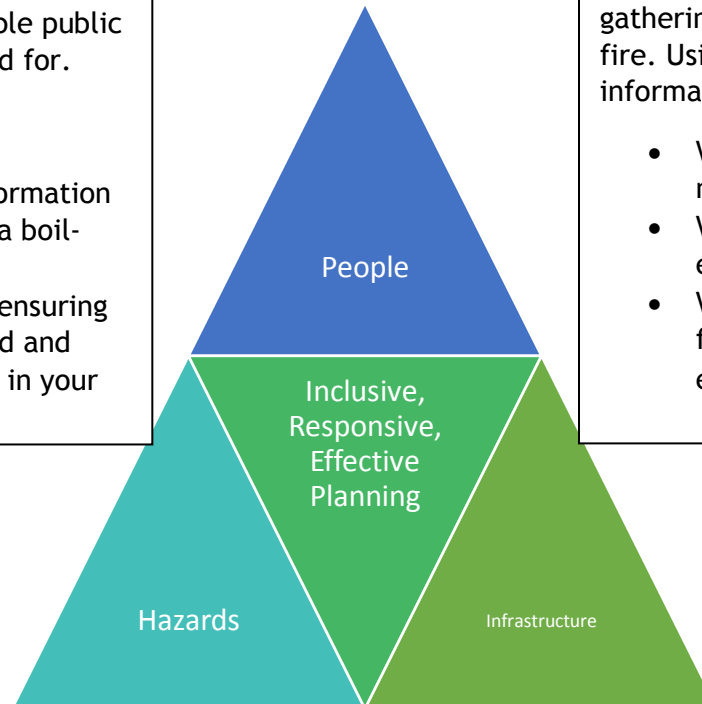 public
d for.
ormation
a boil-
ensuring
d and
in your
gatherin
fire. Usi
informa
•
•
•
People
Inclusive,
Responsive,
Effective
Planning
Hazards
Infrastructure